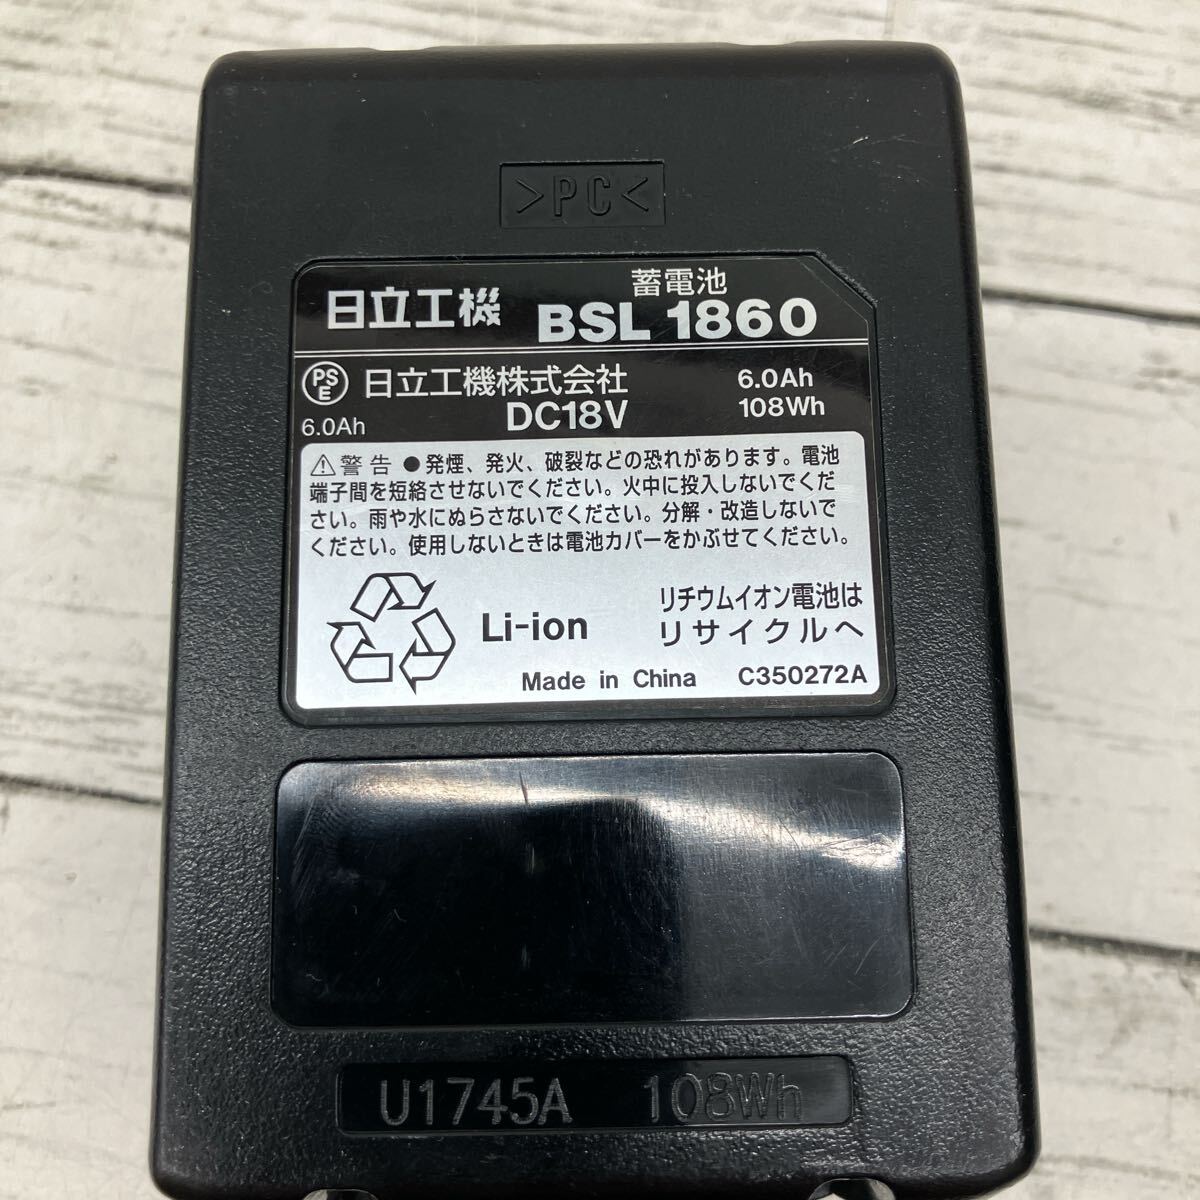 >PC<
蓄電池
日立工機 BSL 1860
PSE 日立工機株式会社 6.0Ah
6.0Ah DC18V 108Wh
⚠警告 ●発煙、発火、破裂などの恐れがあります。電池
端子間を短絡させないでください。火中に投入しないでくだ
さい。雨や水にぬらさないでください。分解・改造しないで
ください。使用しないときは電池カバーをかぶせてください。
リチウムイオン電池は
Li-ion リサイクルへ
Made in China C350272A
U1745A 108Wh